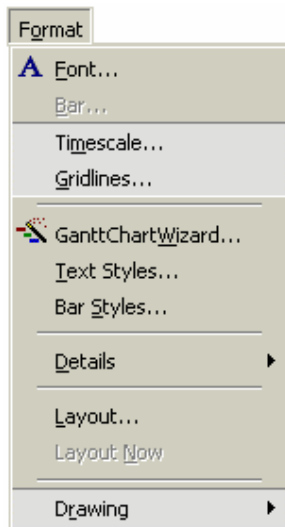 Format
Font...
Bar...
Timescale...
Gridlines...
GanttChartWizard...
Text Styles...
Bar Styles...
Details
Layout...
Layout Now
Drawing